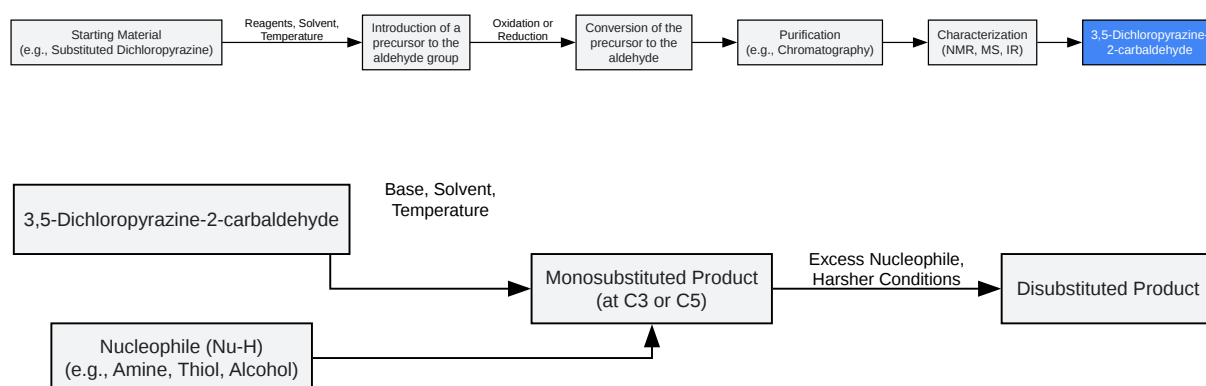 Starting Material
(e.g., Substituted Dichloropyrazine)
Reagents, Solvent,
Temperature
Introduction of a
precursor to the
aldehyde group
Oxidation or
Reduction
Conversion of the
precursor to the
aldehyde
Purification
(e.g., Chromatography)
Characterization
(NMR, MS, IR)
3,5-Dichloropyrazine-
2-carbaldehyde
3,5-Dichloropyrazine-2-carbaldehyde
Base, Solvent,
Temperature
Nucleophile (Nu-H)
(e.g., Amine, Thiol, Alcohol)
Monosubstituted Product
(at C3 or C5)
Excess Nucleophile,
Harsher Conditions
Disubstituted Product